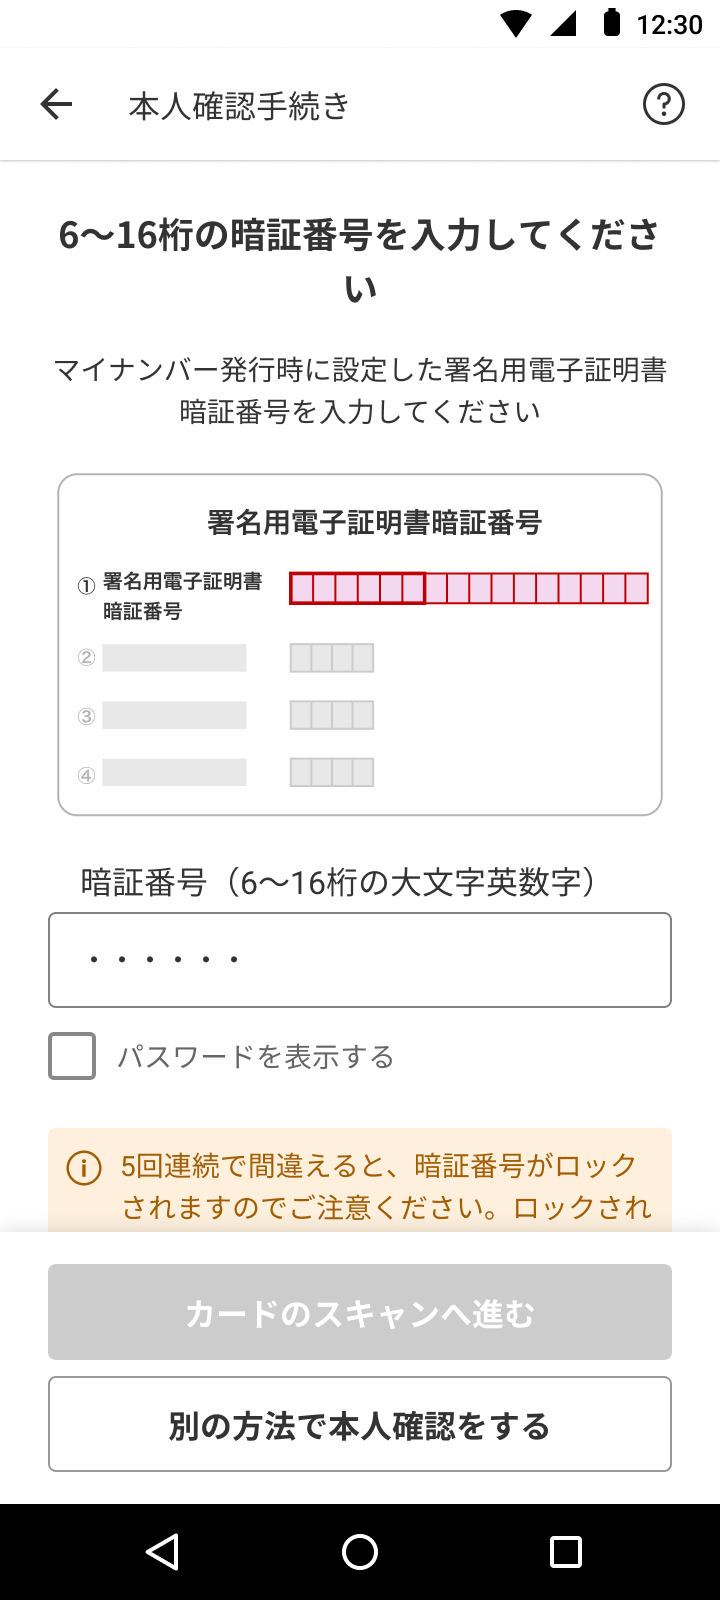 12:30
本人確認手続き
6〜16桁の暗証番号を入力してくださ
い
マイナンバー発行時に設定した署名用電子証明書
暗証番号を入力してください
署名用電子証明書暗証番号
① 署名用電子証明書
暗証番号
②
③
④
暗証番号（6〜16桁の大文字英数字）
・・・・・・
パスワードを表示する
5回連続で間違えると、暗証番号がロック
されますのでご注意ください。ロックされ
カードのスキャンへ進む
別の方法で本人確認をする